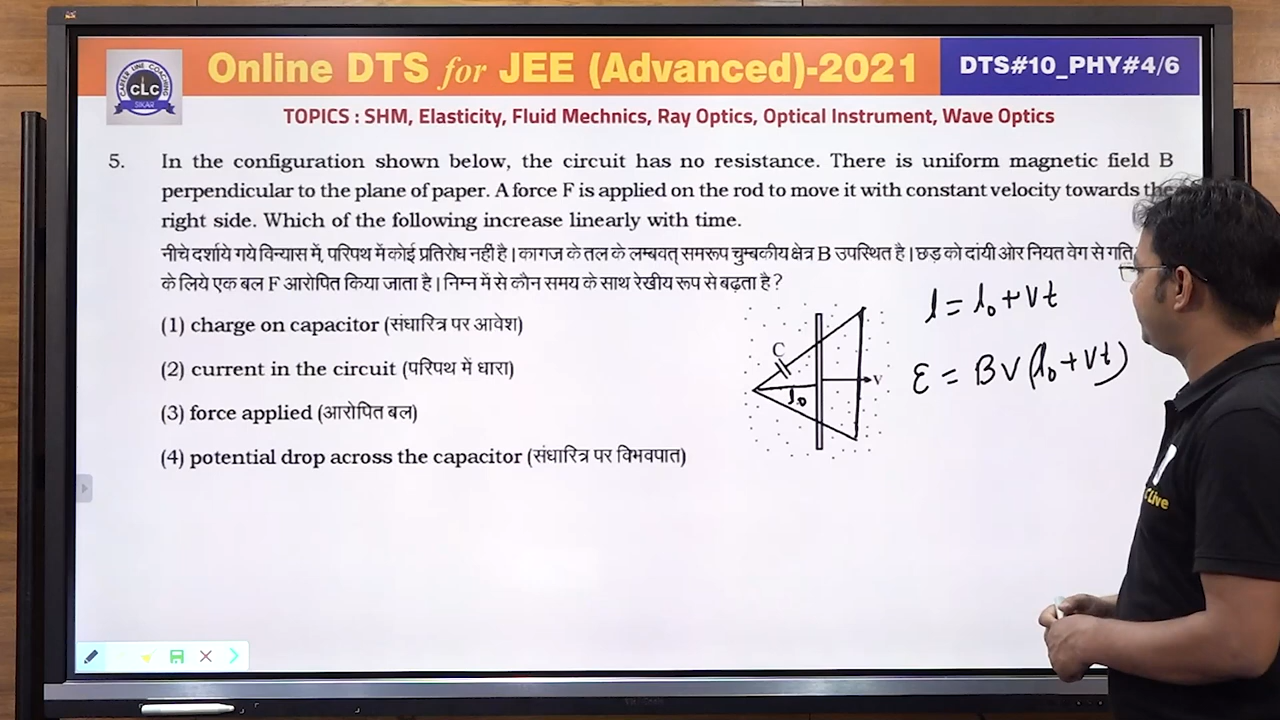 Online DTS for JEE (Advanced)-2021
DTS#10_PHY#4/6
CAREER LINE COACHING
CLC
SIKAR
TOPICS : SHM, Elasticity, Fluid Mechnics, Ray Optics, Optical Instrument, Wave Optics
5. In the configuration shown below, the circuit has no resistance. There is uniform magnetic field B
perpendicular to the plane of paper. A force F is applied on the rod to move it with constant velocity towards the
right side. Which of the following increase linearly with time.
नीचे दर्शाये गये विन्यास में, परिपथ में कोई प्रतिरोध नहीं है। कागज के तल के लम्बवत् समरूप चुम्बकीय क्षेत्र B उपस्थित है। छड़ को दांयी ओर नियत वेग से गति
के लिये एक बल F आरोपित किया जाता है। निम्न में से कौन समय के साथ रेखीय रूप से बढ़ता है?
(1) charge on capacitor (संधारित्र पर आवेश)
(2) current in the circuit (परिपथ में धारा)
(3) force applied (आरोपित बल)
(4) potential drop across the capacitor (संधारित्र पर विभवपात)
C
l₀
v
l = l₀ + vt
ε = Bv(l₀ + vt)
CLive